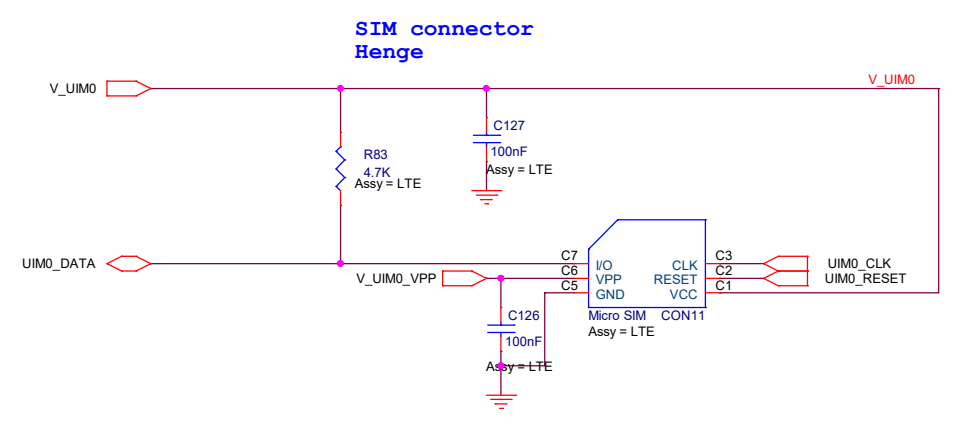 SIM connector
Henge
V_UIM0
V_UIM0
C127
100nF
Assy = LTE
R83
4.7K
Assy = LTE
UIM0_DATA
V_UIM0_VPP
C7
C6
C5
I/O
VPP
GND
CLK
RESET
VCC
C3
C2
C1
UIM0_CLK
UIM0_RESET
Micro SIM
CON11
Assy = LTE
C126
100nF
Assy = LTE